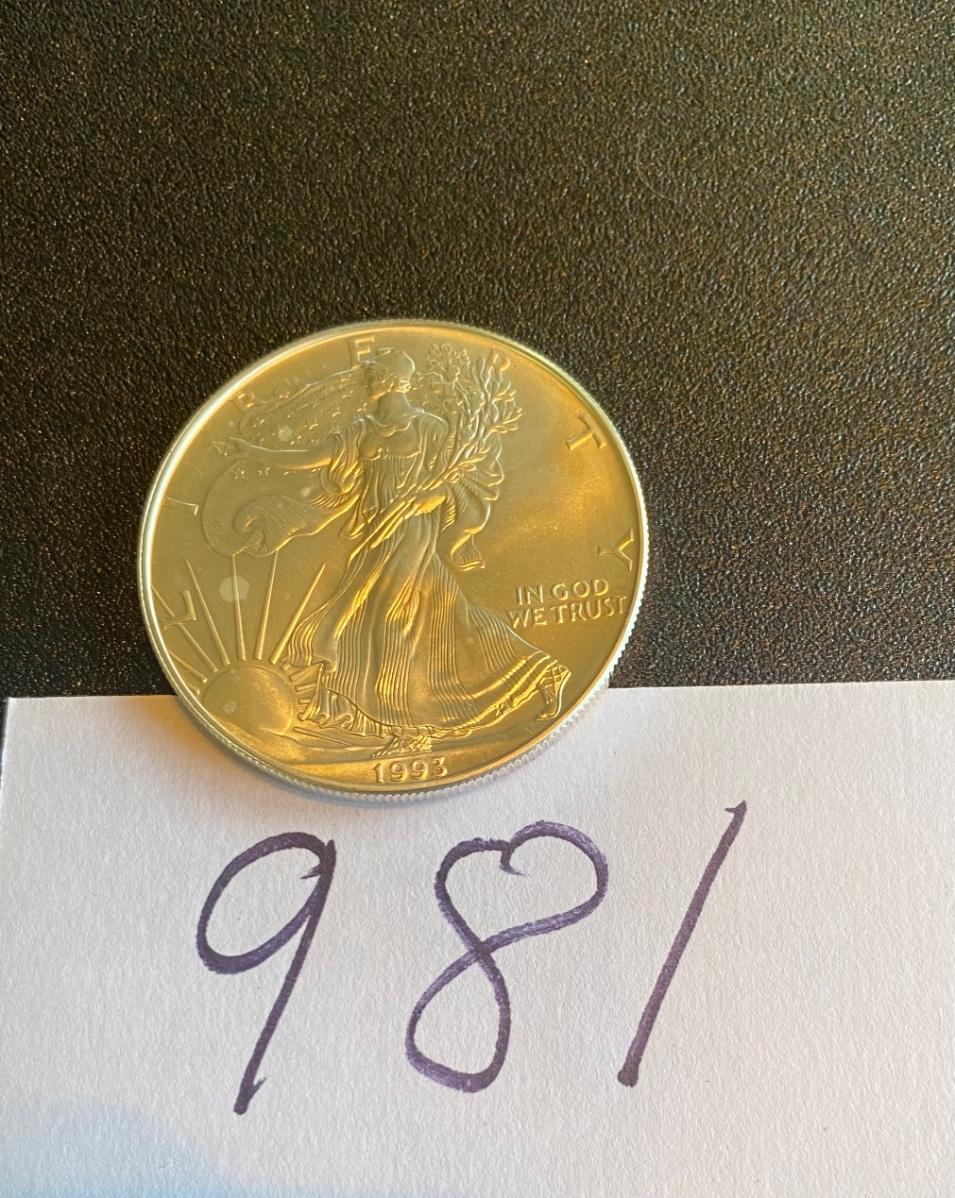 LIBERTY
IN GOD
WE TRUST
1993
981